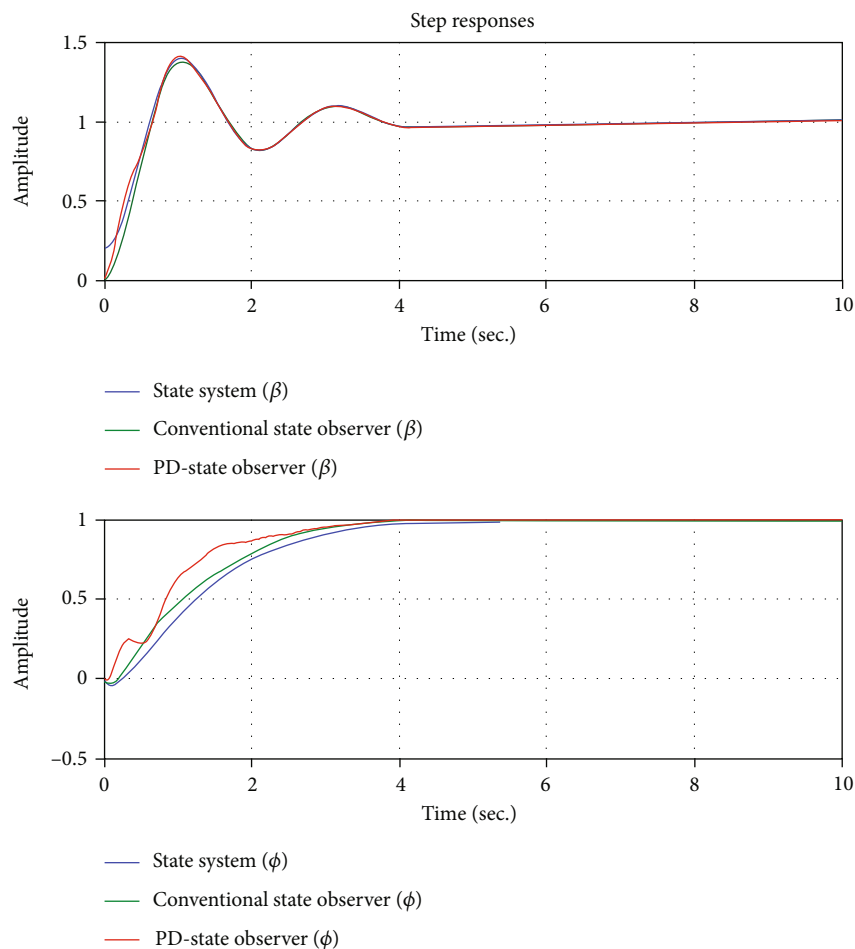 Step responses
1.5
1
0.5
0
Amplitude
0 2 4 6 8 10
Time (sec.)
State system (β)
Conventional state observer (β)
PD-state observer (β)
1
0.5
0
–0.5
Amplitude
0 2 4 6 8 10
Time (sec.)
State system (ϕ)
Conventional state observer (ϕ)
PD-state observer (ϕ)